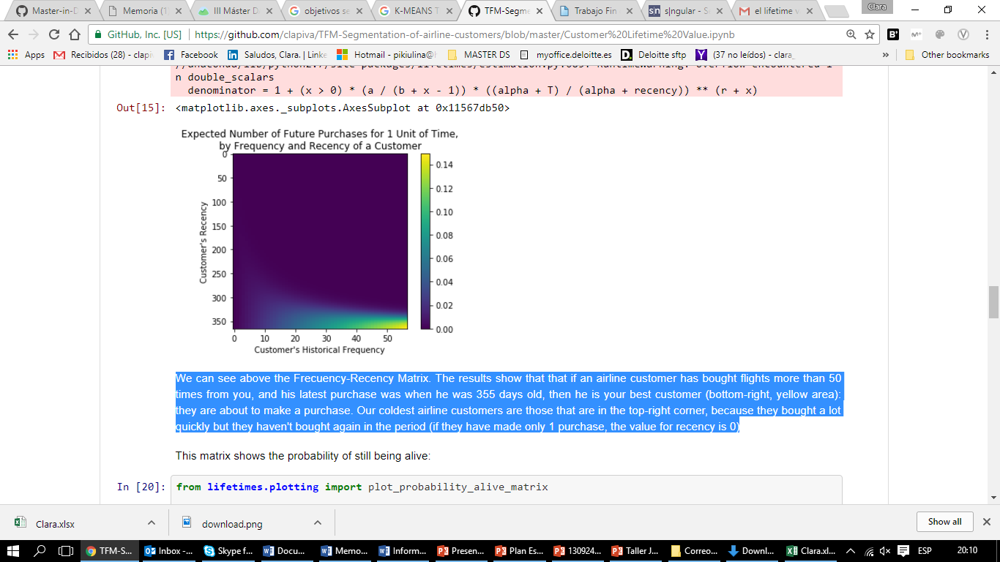 Master-in-D
Memoria (1
III Máster D
objetivos se
K-MEANS T
TFM-Segme
Trabajo Fin
s|ngular - S
el lifetime v
Clara
GitHub, Inc. [US] | https://github.com/clapiva/TFM-Segmentation-of-airline-customers/blob/master/Customer%20Lifetime%20Value.ipynb
Apps
Recibidos (28) - clapi
Facebook
Saludos, Clara. | Linke
Hotmail - pikiulina@h
MASTER DS
myoffice.deloitte.es
Deloitte sftp
(37 no leídos) - clara_
»
Other bookmarks
n double_scalars
denominator = 1 + (x > 0) * (a / (b + x - 1)) * ((alpha + T) / (alpha + recency)) ** (r + x)
Out[15]: <matplotlib.axes._subplots.AxesSubplot at 0x11567db50>
Expected Number of Future Purchases for 1 Unit of Time,
by Frequency and Recency of a Customer
0
50
100
150
200
250
300
350
Customer's Recency
0 10 20 30 40 50
Customer's Historical Frequency
0.14
0.12
0.10
0.08
0.06
0.04
0.02
0.00
We can see above the Frecuency-Recency Matrix. The results show that that if an airline customer has bought flights more than 50
times from you, and his latest purchase was when he was 355 days old, then he is your best customer (bottom-right, yellow area):
they are about to make a purchase. Our coldest airline customers are those that are in the top-right corner, because they bought a lot
quickly but they haven't bought again in the period (if they have made only 1 purchase, the value for recency is 0)
This matrix shows the probability of still being alive:
In [20]: from lifetimes.plotting import plot_probability_alive_matrix
Clara.xlsx
download.png
Show all
TFM-S...
Inbox -...
Skype f...
Docu...
Memo...
Inform...
Presen...
Plan Es...
130924...
Taller J...
Correo...
Downl...
Clara.xl...
ESP
20:10